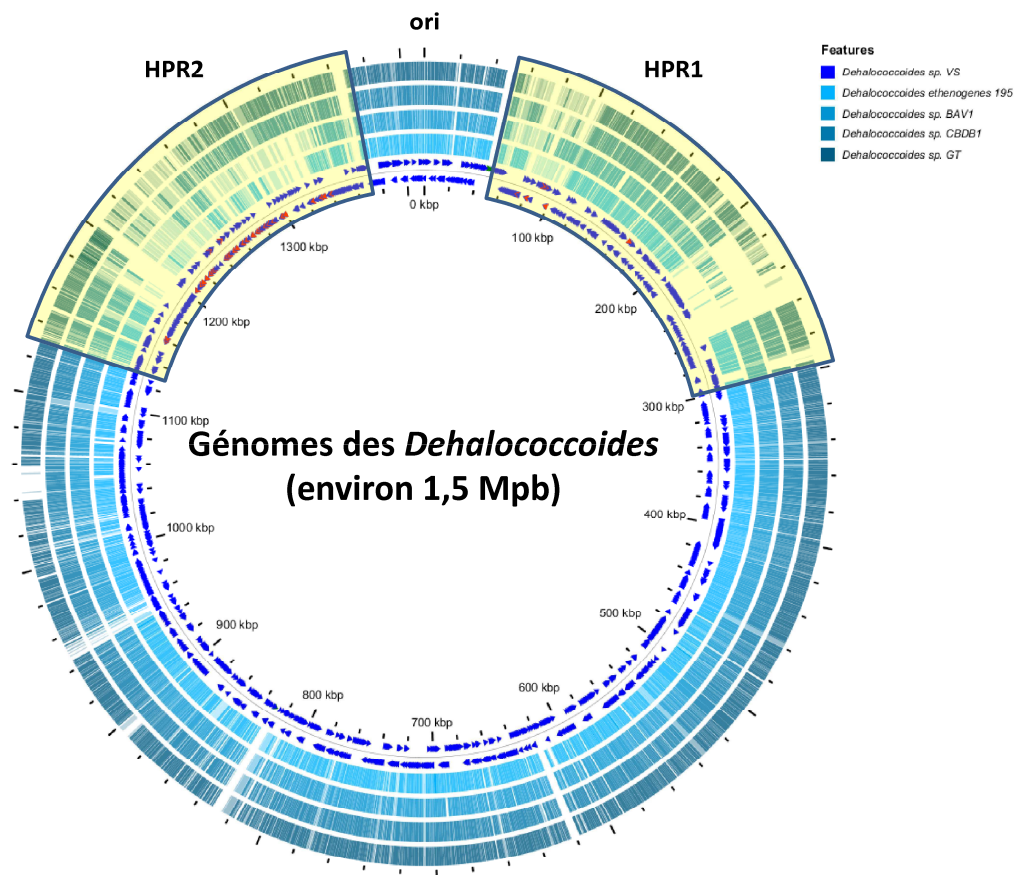 ori
HPR2
HPR1
Features
Dehalococcoides sp. VS
Dehalococcoides ethenogenes 195
Dehalococcoides sp. BAV1
Dehalococcoides sp. CBDB1
Dehalococcoides sp. GT
0 kbp
100 kbp
200 kbp
300 kbp
400 kbp
500 kbp
600 kbp
700 kbp
800 kbp
900 kbp
1000 kbp
1100 kbp
1200 kbp
1300 kbp
Génomes des Dehalococcoides
(environ 1,5 Mpb)